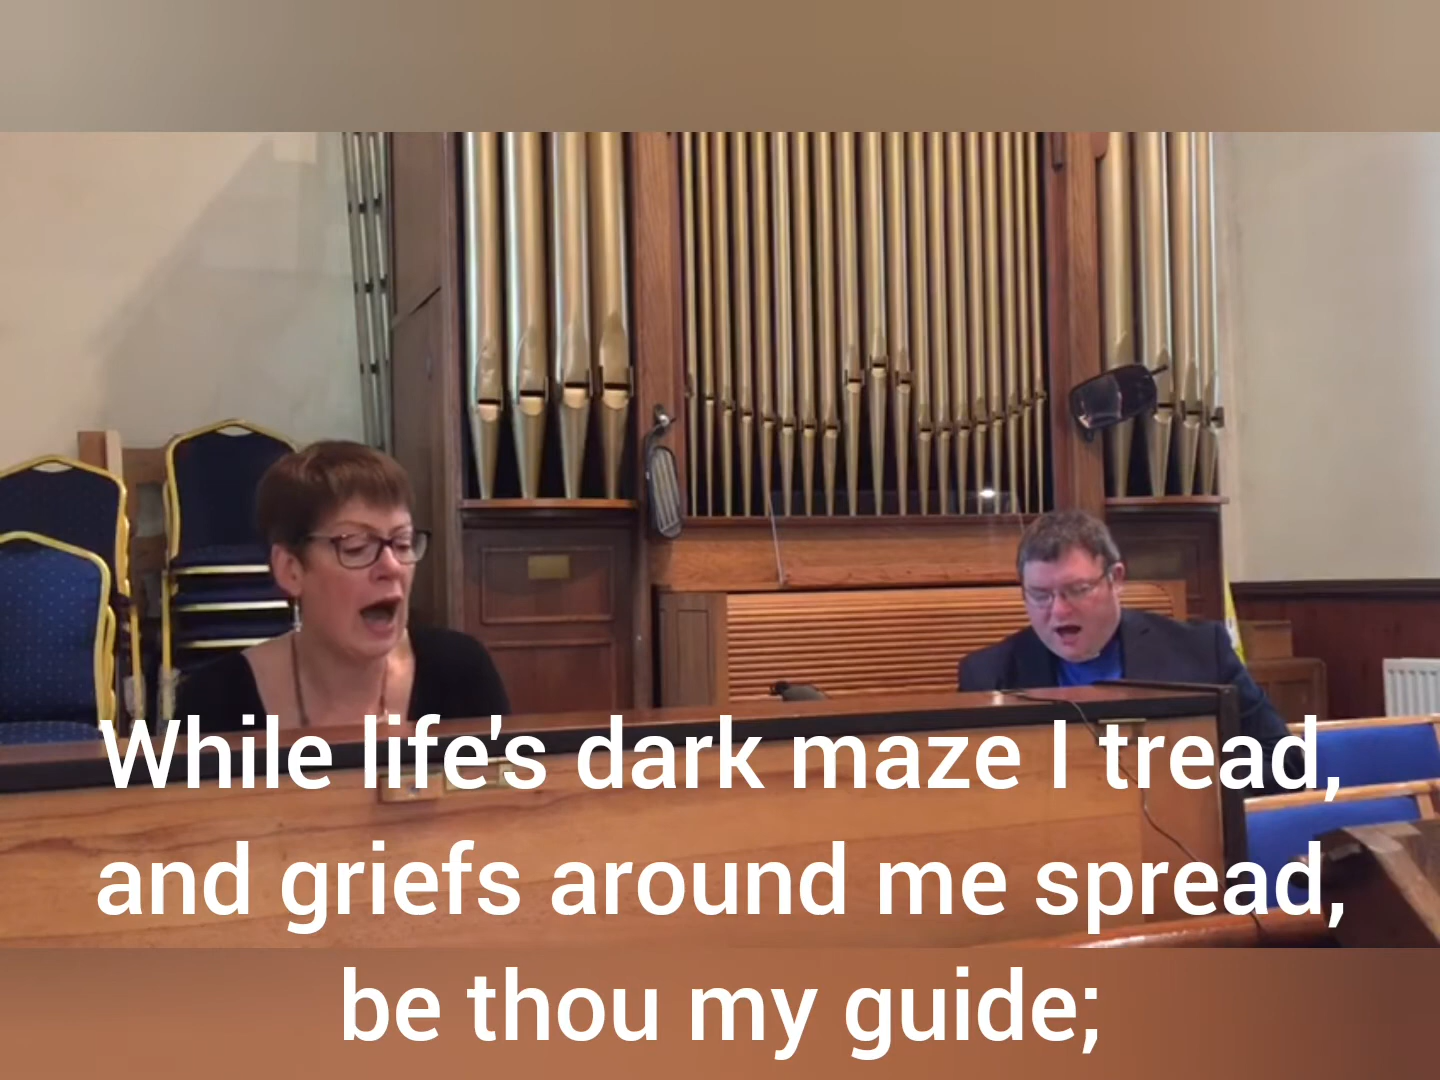 While life's dark maze I tread,
and griefs around me spread,
be thou my guide;